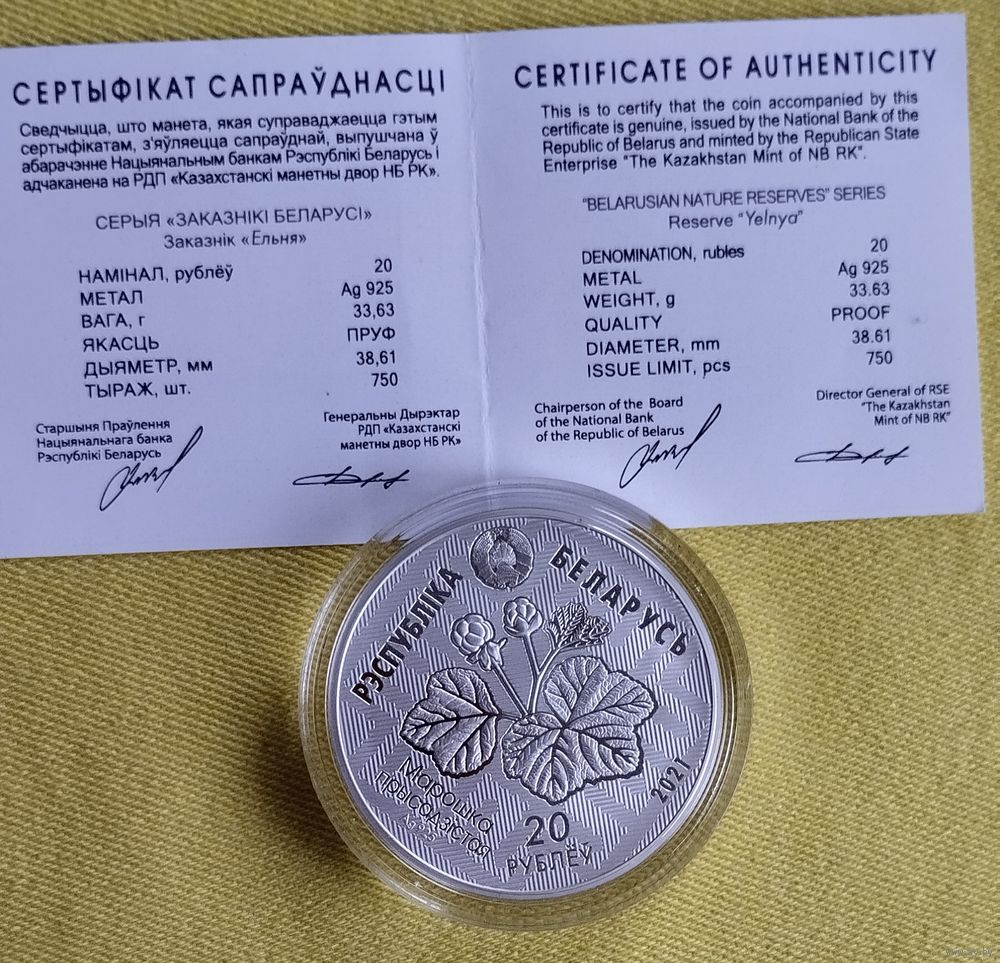 СЕРТЫФІКАТ САПРАЎДНАСЦІ
Сведчыцца, што манета, якая суправаджаецца гэтым
сертыфікатам, з'яўляецца сапраўднай, выпушчана ў
абарачэнне Нацыянальным банкам Рэспублікі Беларусь і
адчаканена на РДП «Казахстанскі манетны двор НБ РК».
СЕРЫЯ «ЗАКАЗНІКІ БЕЛАРУСІ»
Заказнік «Ельня»
НАМІНАЛ, рублёў 20
МЕТАЛ Ag 925
ВАГА, г 33,63
ЯКАСЦЬ ПРУФ
ДЫЯМЕТР, мм 38,61
ТЫРАЖ, шт. 750
Старшыня Праўлення
Нацыянальнага банка
Рэспублікі Беларусь
Генеральны Дырэктар
РДП «Казахстанскі
манетны двор НБ РК»
CERTIFICATE OF AUTHENTICITY
This is to certify that the coin accompanied by this
certificate is genuine, issued by the National Bank of the
Republic of Belarus and minted by the Republican State
Enterprise "The Kazakhstan Mint of NB RK".
"BELARUSIAN NATURE RESERVES" SERIES
Reserve "Yelnya"
DENOMINATION, rubles 20
METAL Ag 925
WEIGHT, g 33.63
QUALITY PROOF
DIAMETER, mm 38.61
ISSUE LIMIT, pcs 750
Chairperson of the Board
of the National Bank
of the Republic of Belarus
Director General of RSE
"The Kazakhstan
Mint of NB RK"
РЭСПУБЛІКА БЕЛАРУСЬ
Марошка
прысадзістая
Ag 925
20
РУБЛЁЎ
2021